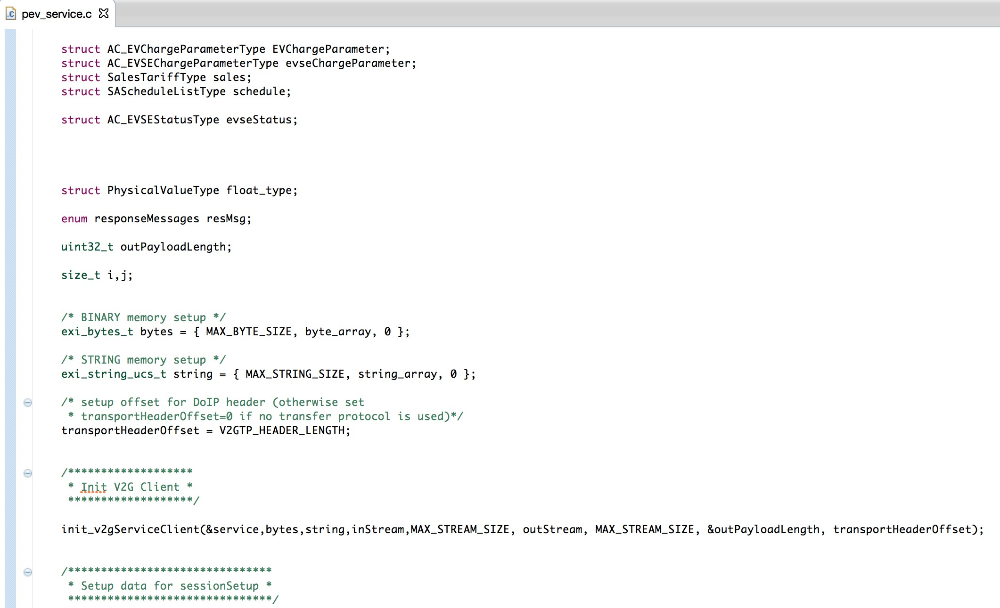 pev_service.c
struct AC_EVChargeParameterType EVChargeParameter;
struct AC_EVSEChargeParameterType evseChargeParameter;
struct SalesTariffType sales;
struct SAScheduleListType schedule;
struct AC_EVSEStatusType evseStatus;
struct PhysicalValueType float_type;
enum responseMessages resMsg;
uint32_t outPayloadLength;
size_t i,j;
/* BINARY memory setup */
exi_bytes_t bytes = { MAX_BYTE_SIZE, byte_array, 0 };
/* STRING memory setup */
exi_string_ucs_t string = { MAX_STRING_SIZE, string_array, 0 };
/* setup offset for DoIP header (otherwise set
 * transportHeaderOffset=0 if no transfer protocol is used)*/
transportHeaderOffset = V2GTP_HEADER_LENGTH;
/*******************
 * Init V2G Client *
 *******************/
init_v2gServiceClient(&service,bytes,string,inStream,MAX_STREAM_SIZE, outStream, MAX_STREAM_SIZE, &outPayloadLength, transportHeaderOffset);
/*******************************
 * Setup data for sessionSetup *
 *******************************/